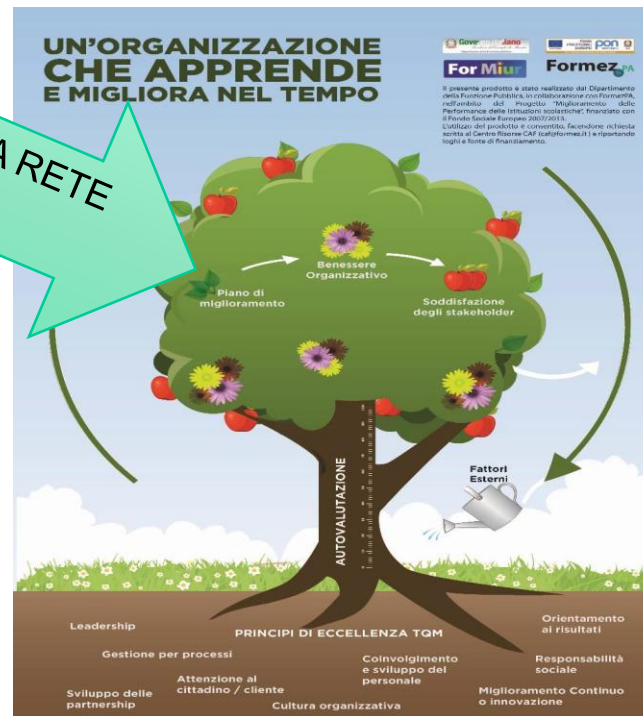 UN'ORGANIZZAZIONE
CHE APPRENDE
E MIGLIORA NEL TEMPO
pon
For Miur
Formez PA
Il presente prodotto è stato realizzato dal Dipartimento
della Funzione Pubblica, in collaborazione con FormezPA,
nell'ambito del Progetto "Miglioramento delle
Performance delle Istituzioni scolastiche", finanziato con
il Fondo Sociale Europeo 2007/2013.
L'utilizzo del prodotto è consentito, facendone richiesta
scritta al Centro Risorse CAF (caf@formez.it) e riportando
loghi e fonte di finanziamento.
A RETE
Benessere
Organizzativo
Piano di
miglioramento
Soddisfazione
degli stakeholder
AUTOVALUTAZIONE
Fattori
Esterni
Leadership
PRINCIPI DI ECCELLENZA TQM
Orientamento
ai risultati
Gestione per processi
Coinvolgimento
e sviluppo del
personale
Responsabilità
sociale
Sviluppo delle
partnership
Attenzione al
cittadino / cliente
Cultura organizzativa
Miglioramento Continuo
o innovazione